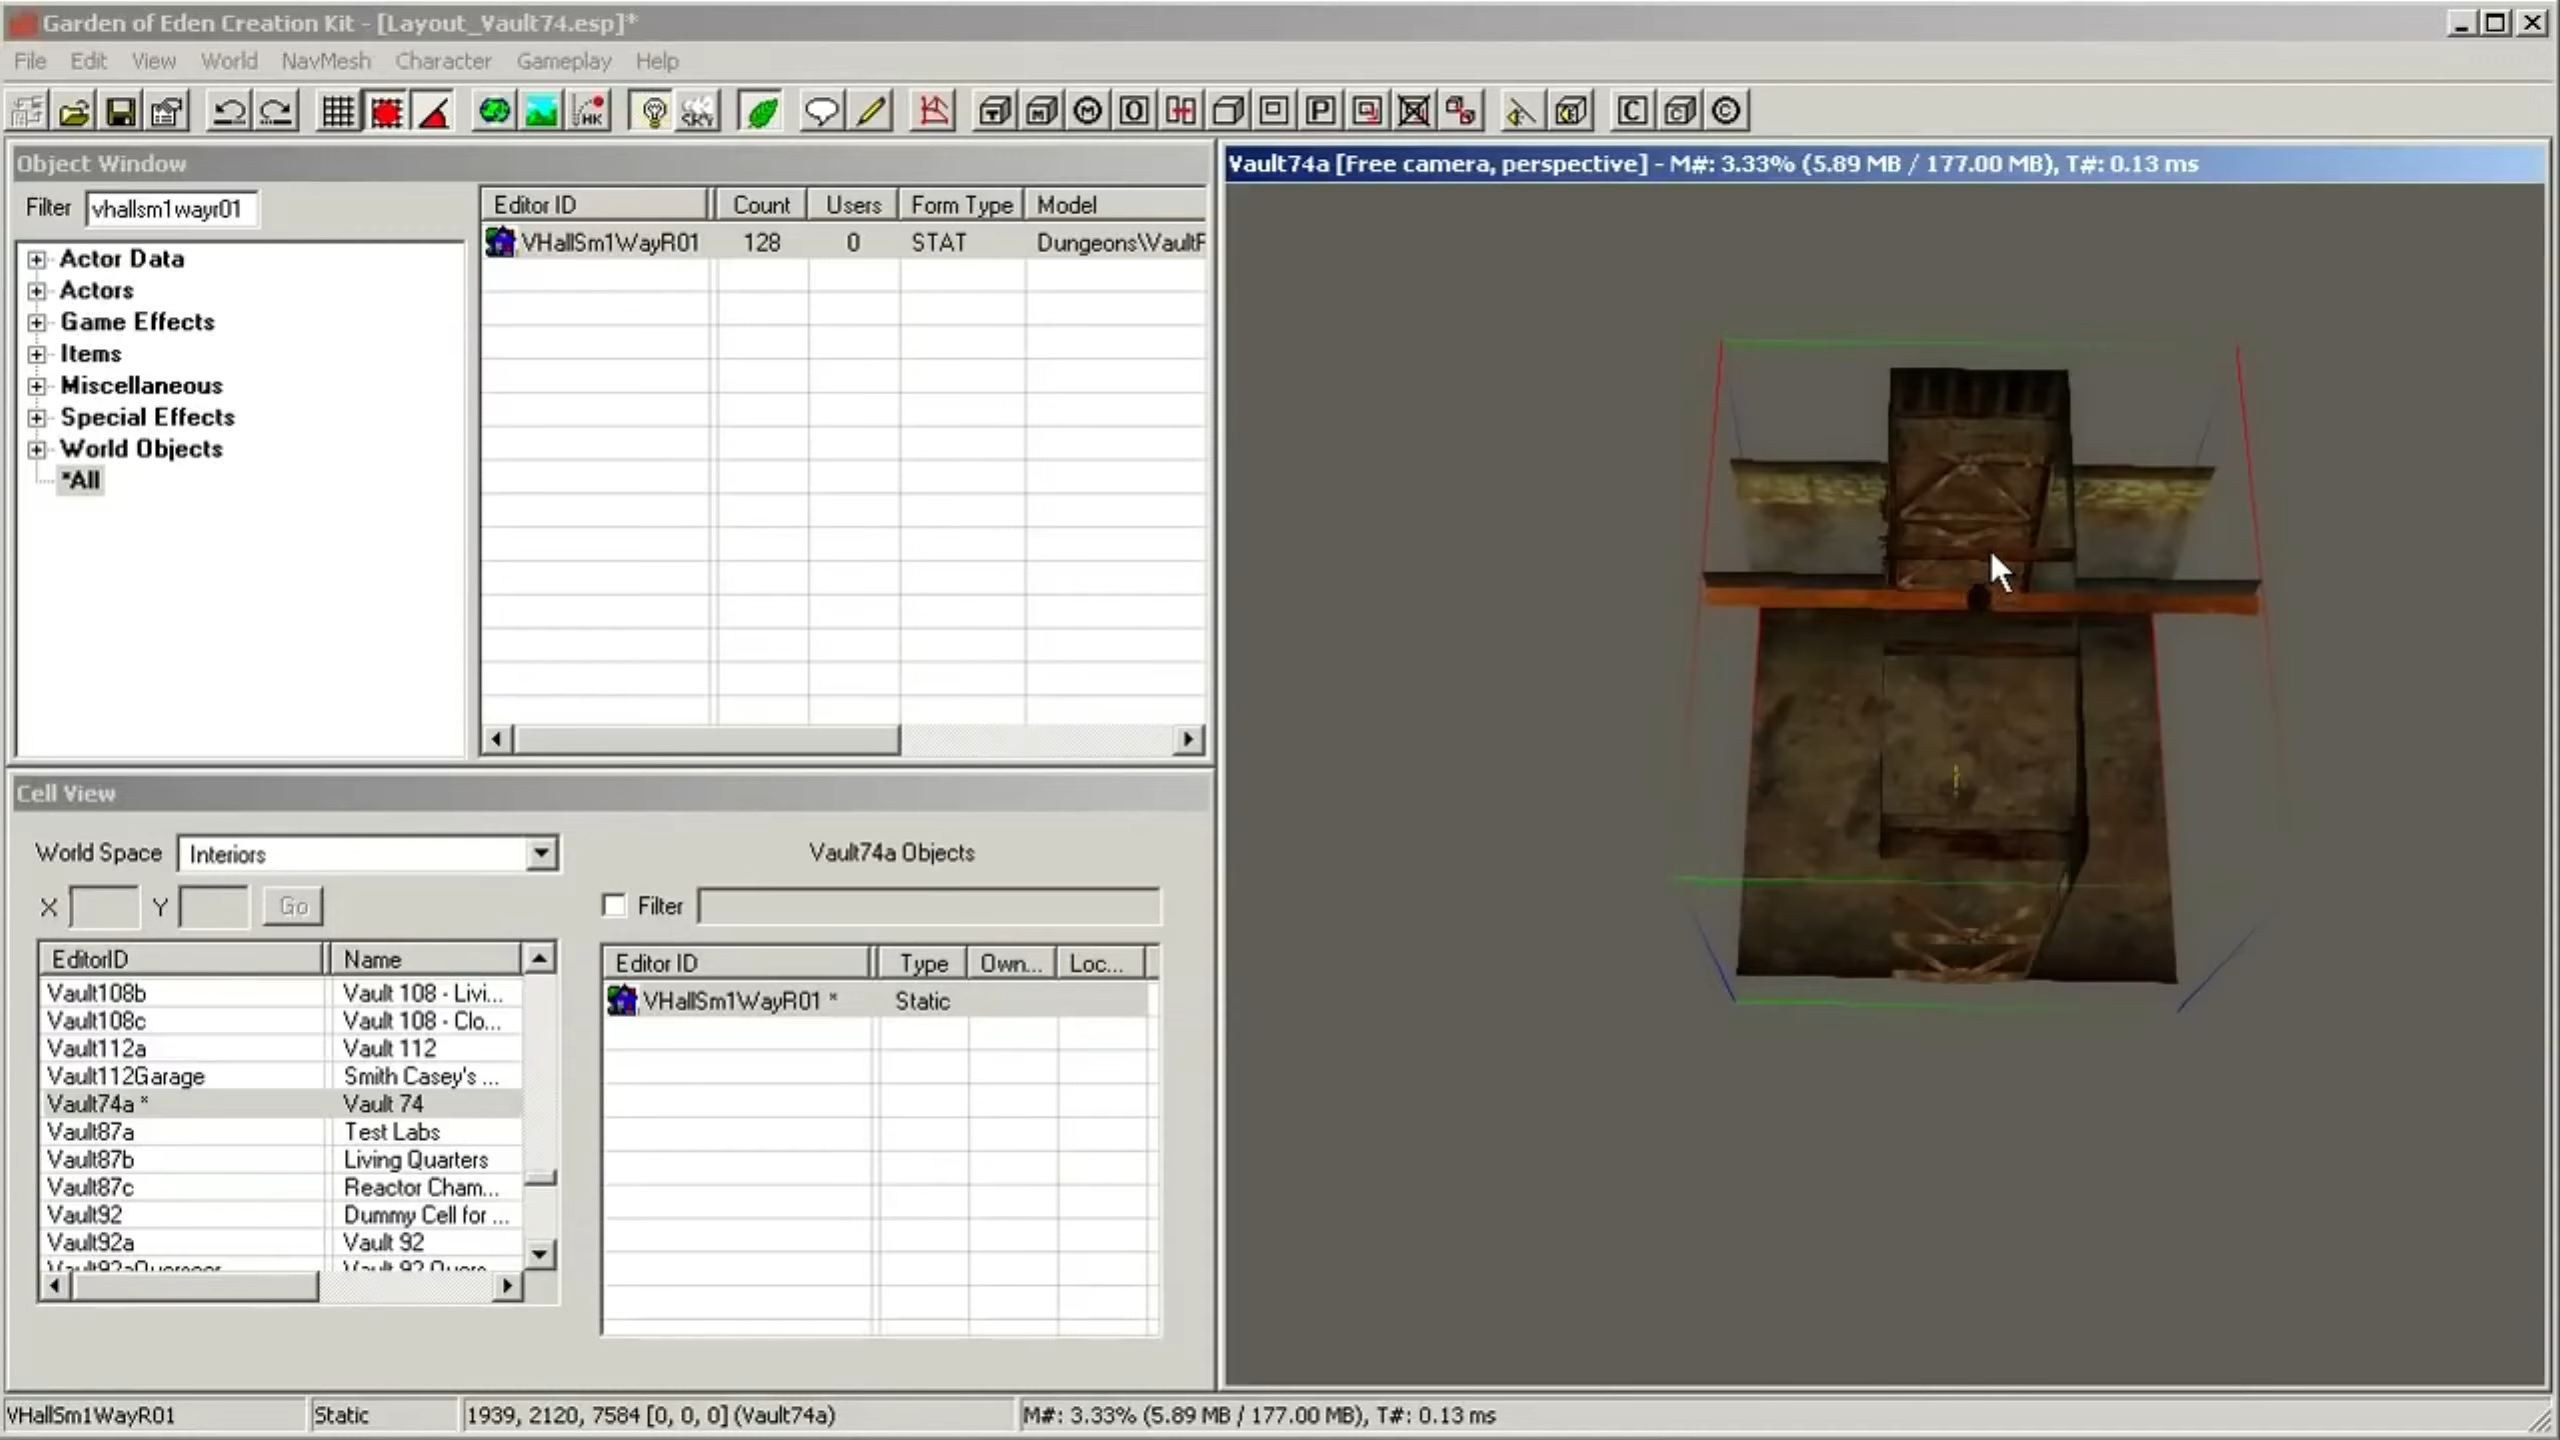 Garden of Eden Creation Kit - [Layout_Vault74.esp]*
File Edit View World NavMesh Character Gameplay Help
HK SKY T M M O P E C C C
Object Window
Filter vhallsm1wayr01
Actor Data
Actors
Game Effects
Items
Miscellaneous
Special Effects
World Objects
*All
Editor ID Count Users Form Type Model
VHallSm1WayR01 128 0 STAT Dungeons\VaultF
Vault74a [Free camera, perspective] - M#: 3.33% (5.89 MB / 177.00 MB), T#: 0.13 ms
Cell View
World Space Interiors
X Y Go
EditorID Name
Vault108b Vault 108 - Livi...
Vault108c Vault 108 - Clo...
Vault112a Vault 112
Vault112Garage Smith Casey's ...
Vault74a * Vault 74
Vault87a Test Labs
Vault87b Living Quarters
Vault87c Reactor Cham...
Vault92 Dummy Cell for ...
Vault92a Vault 92
Vault74a Objects
Filter
Editor ID Type Own... Loc...
VHallSm1WayR01 * Static
VHallSm1WayR01 Static 1939, 2120, 7584 [0, 0, 0] (Vault74a) M#: 3.33% (5.89 MB / 177.00 MB), T#: 0.13 ms